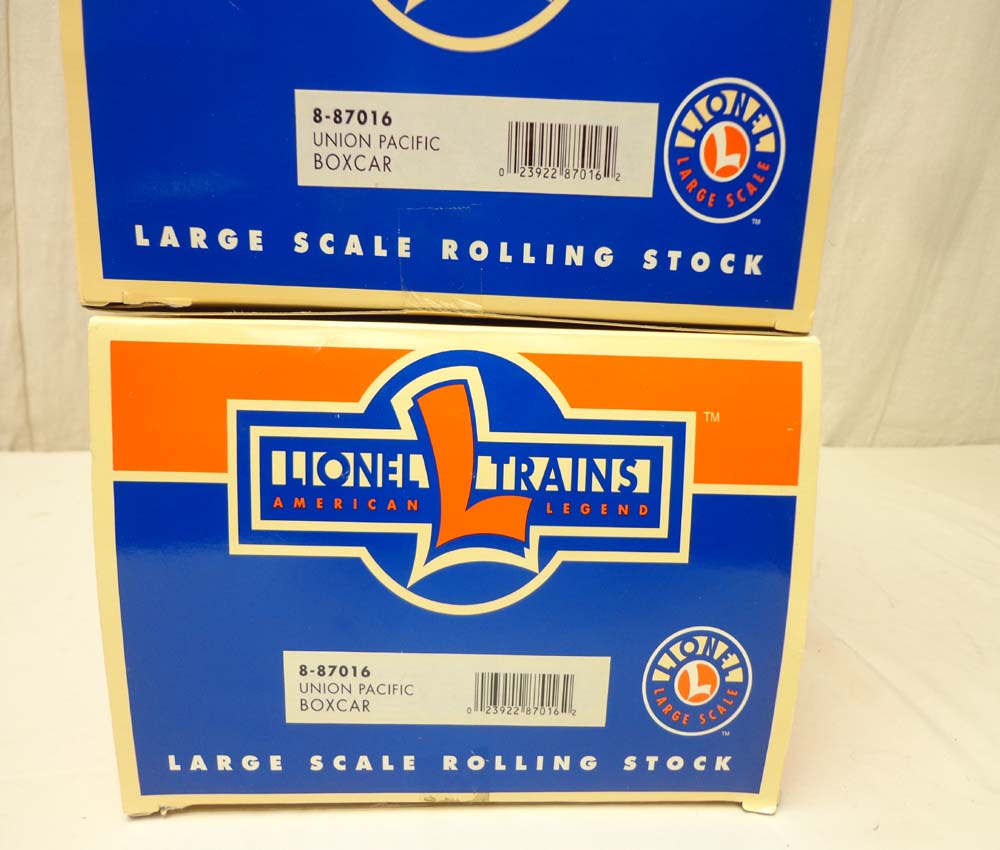 8-87016
UNION PACIFIC
BOXCAR
0 23922 87016 2
LIONEL
LARGE SCALE
TM
LARGE SCALE ROLLING STOCK
TM
LIONEL L TRAINS
AMERICAN LEGEND
8-87016
UNION PACIFIC
BOXCAR
0 23922 87016 2
LIONEL
L
LARGE SCALE
TM
LARGE SCALE ROLLING STOCK